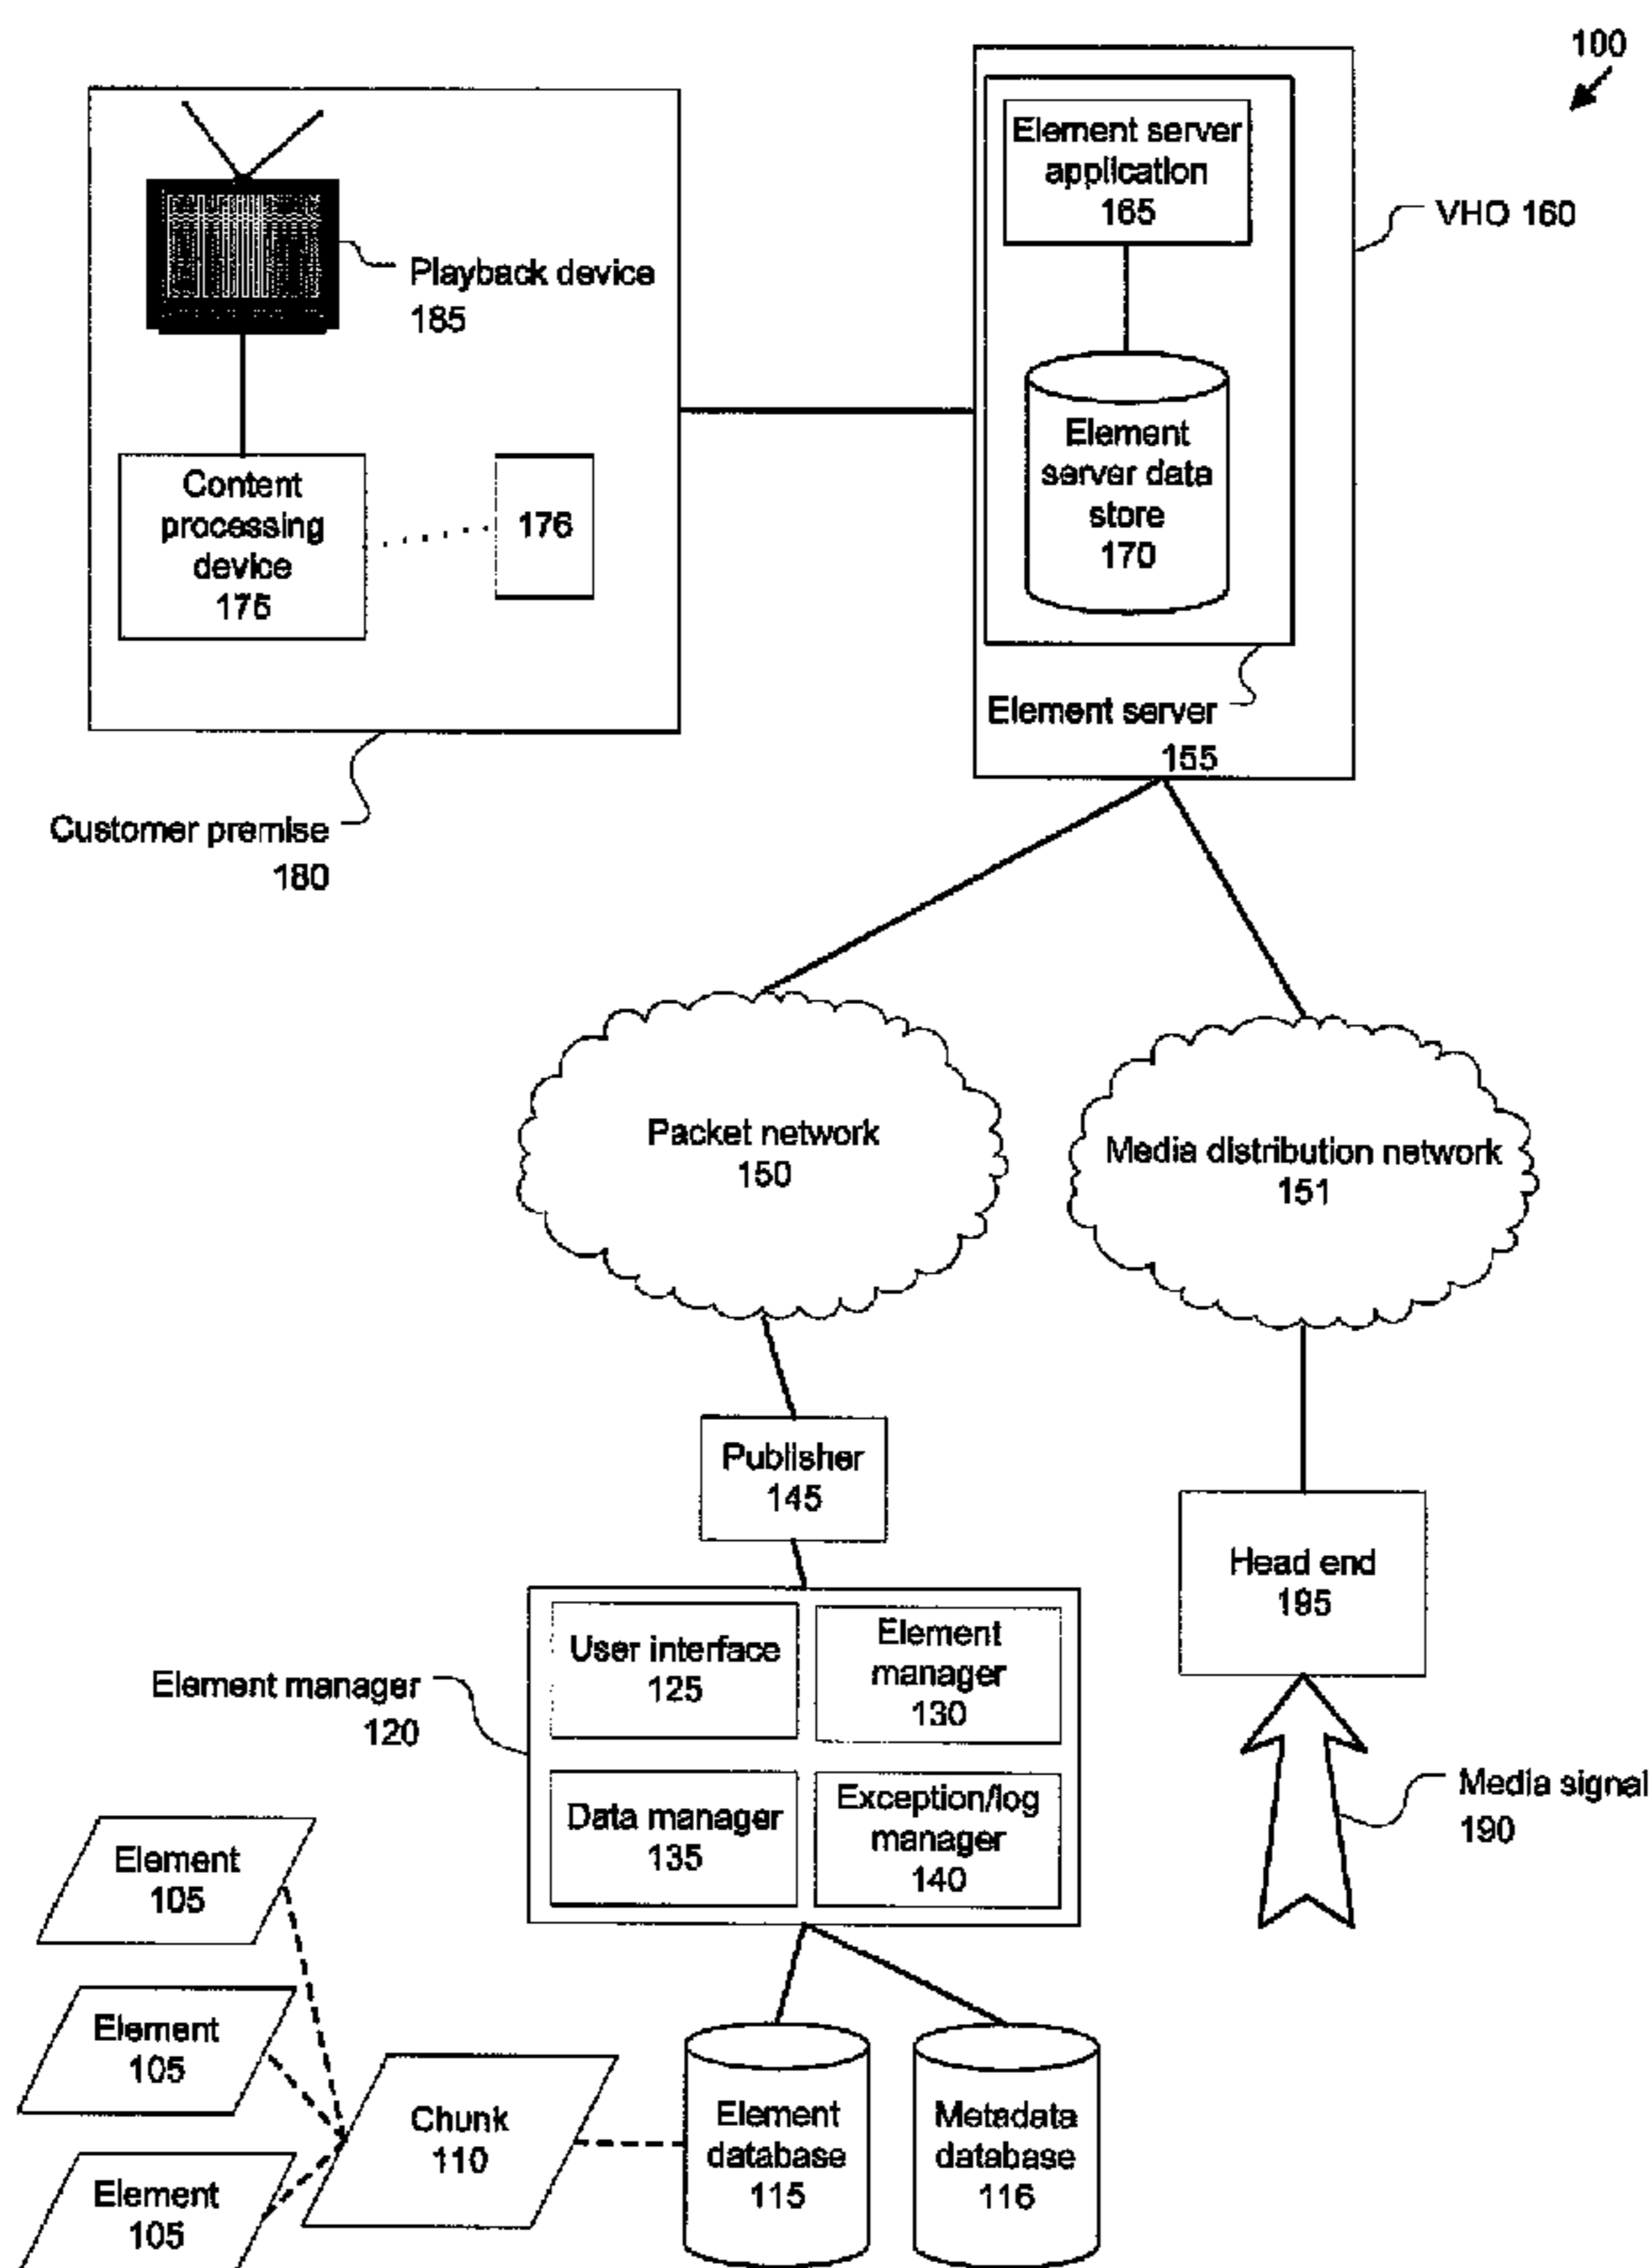 100
Element server
application
165
VHO 160
Playback device
185
Element
server data
store
170
Content
processing
device
175
176
Element server
155
Customer premise
180
Packet network
150
Media distribution network
151
Publisher
145
Head end
195
User interface
125
Element
manager
130
Element manager
120
Data manager
135
Exception/log
manager
140
Media signal
190
Element
105
Element
105
Element
105
Chunk
110
Element
database
115
Metadata
database
116